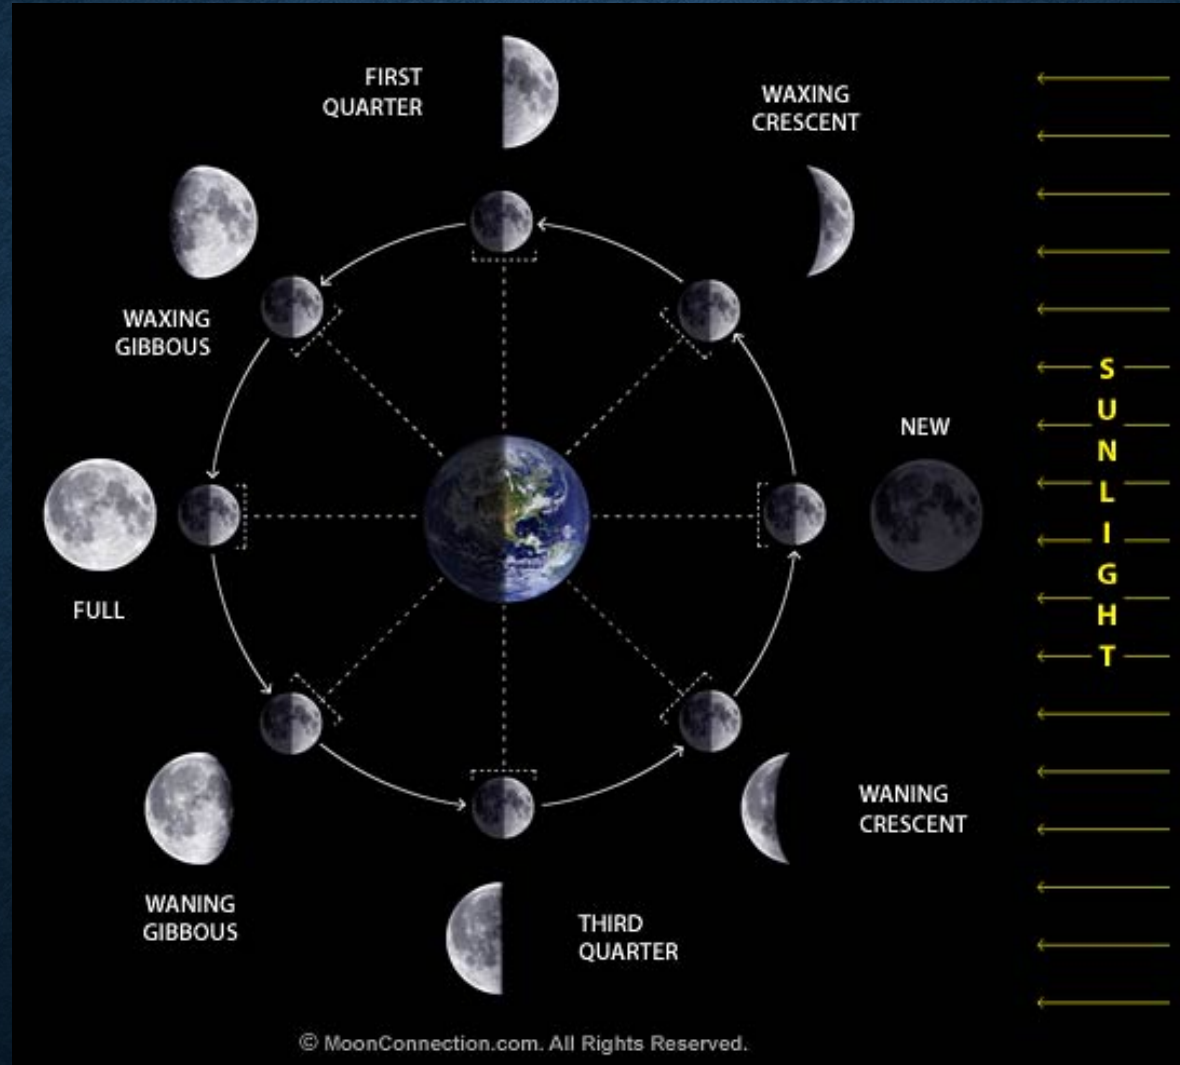 FIRST
QUARTER
WAXING
CRESCENT
WAXING
GIBBOUS
NEW
SUNLIGHT
FULL
WANING
CRESCENT
WANING
GIBBOUS
THIRD
QUARTER
© MoonConnection.com. All Rights Reserved.